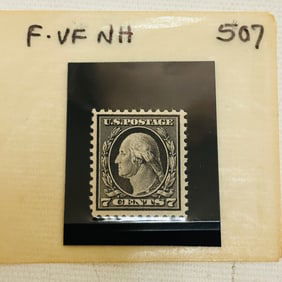 F-VF NH 507
U.S. POSTAGE
7 CENTS 7